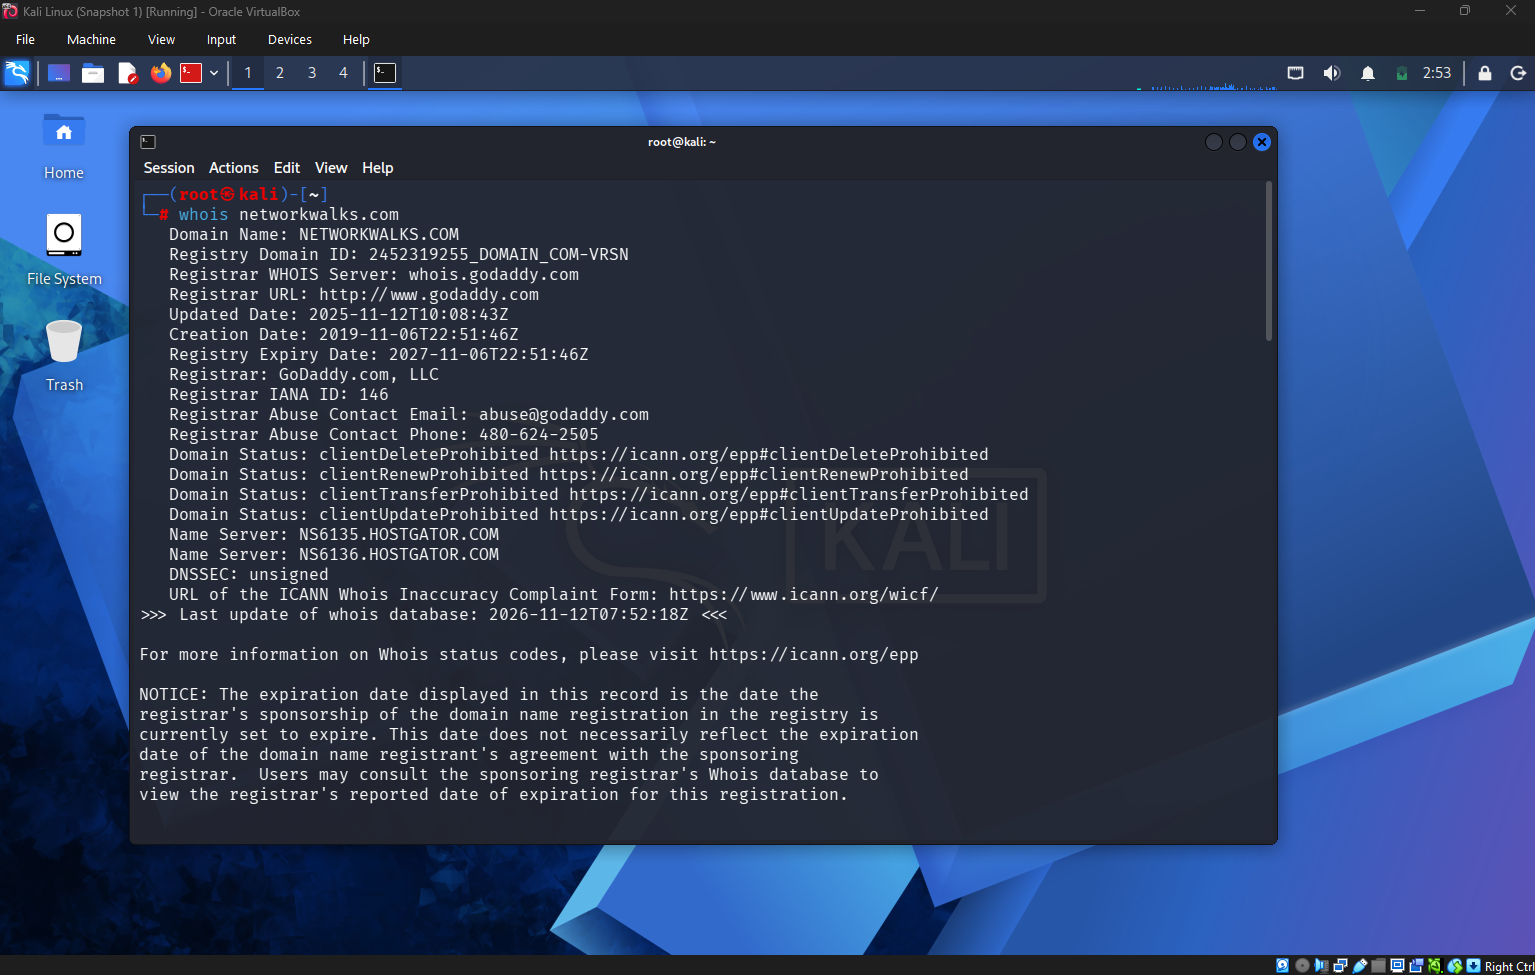 Kali Linux (Snapshot 1) [Running] - Oracle VirtualBox
File Machine View Input Devices Help
1 2 3 4 2:53
Home
File System
Trash
root@kali: ~
Session Actions Edit View Help
┌──(root㉿kali)-[~]
└─# whois networkwalks.com
Domain Name: NETWORKWALKS.COM
Registry Domain ID: 2452319255_DOMAIN_COM-VRSN
Registrar WHOIS Server: whois.godaddy.com
Registrar URL: http://www.godaddy.com
Updated Date: 2025-11-12T10:08:43Z
Creation Date: 2019-11-06T22:51:46Z
Registry Expiry Date: 2027-11-06T22:51:46Z
Registrar: GoDaddy.com, LLC
Registrar IANA ID: 146
Registrar Abuse Contact Email: abuse@godaddy.com
Registrar Abuse Contact Phone: 480-624-2505
Domain Status: clientDeleteProhibited https://icann.org/epp#clientDeleteProhibited
Domain Status: clientRenewProhibited https://icann.org/epp#clientRenewProhibited
Domain Status: clientTransferProhibited https://icann.org/epp#clientTransferProhibited
Domain Status: clientUpdateProhibited https://icann.org/epp#clientUpdateProhibited
Name Server: NS6135.HOSTGATOR.COM
Name Server: NS6136.HOSTGATOR.COM
DNSSEC: unsigned
URL of the ICANN Whois Inaccuracy Complaint Form: https://www.icann.org/wicf/
>>> Last update of whois database: 2026-11-12T07:52:18Z <<<
For more information on Whois status codes, please visit https://icann.org/epp
NOTICE: The expiration date displayed in this record is the date the
registrar's sponsorship of the domain name registration in the registry is
currently set to expire. This date does not necessarily reflect the expiration
date of the domain name registrant's agreement with the sponsoring
registrar.  Users may consult the sponsoring registrar's Whois database to
view the registrar's reported date of expiration for this registration.
KALI
Right Ctrl